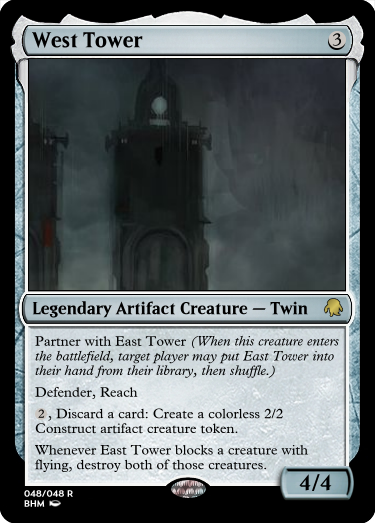 West Tower
3
Legendary Artifact Creature — Twin
Partner with East Tower (When this creature enters
the battlefield, target player may put East Tower into
their hand from their library, then shuffle.)
Defender, Reach
2, Discard a card: Create a colorless 2/2
Construct artifact creature token.
Whenever East Tower blocks a creature with
flying, destroy both of those creatures.
4/4
048/048 R
BHM